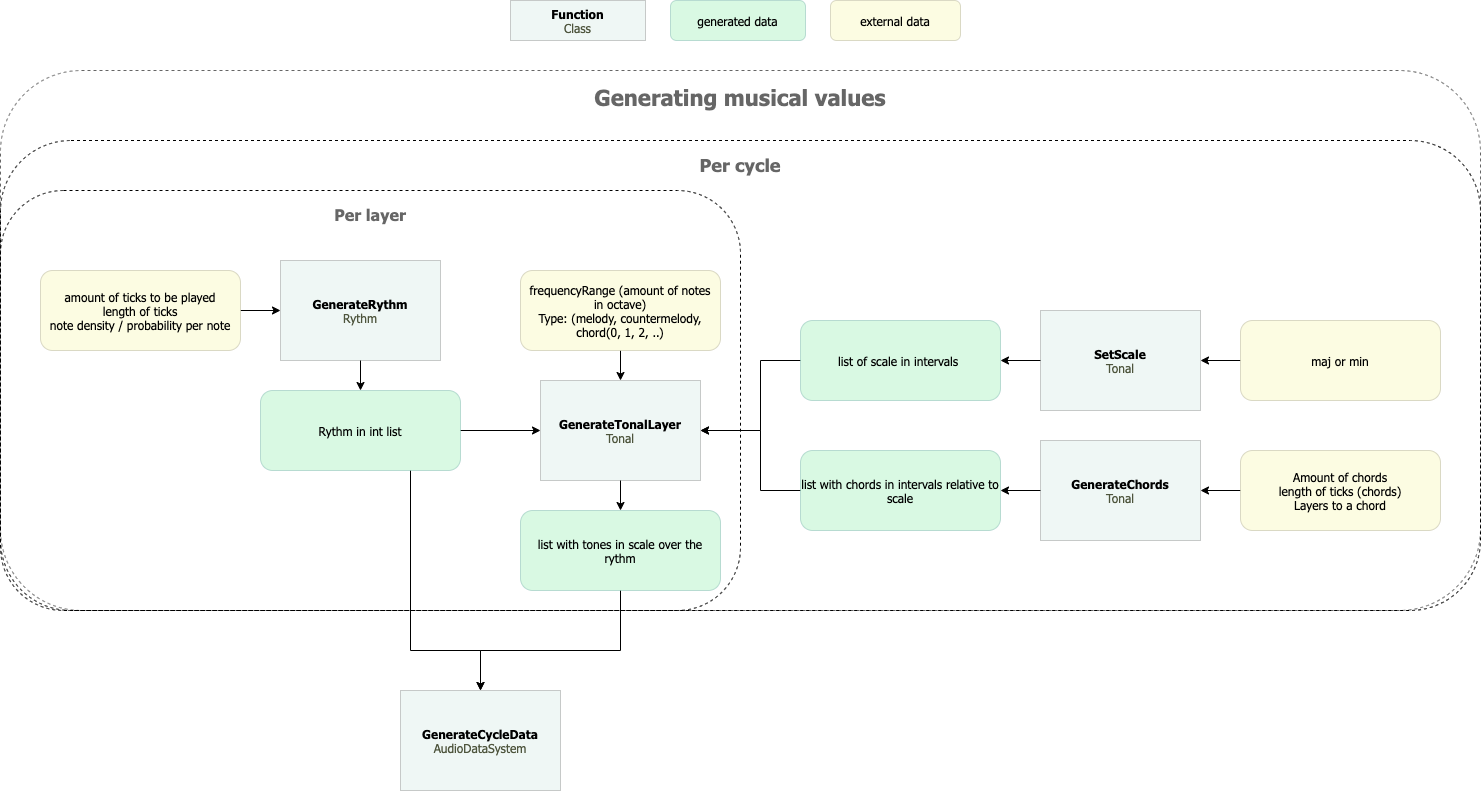 Function
Class
generated data
external data
Generating musical values
Per cycle
Per layer
amount of ticks to be played
length of ticks
note density / probability per note
GenerateRythm
Rythm
frequencyRange (amount of notes
in octave)
Type: (melody, countermelody,
chord(0, 1, 2, ..)
Rythm in int list
GenerateTonalLayer
Tonal
list with tones in scale over the
rythm
list of scale in intervals
SetScale
Tonal
maj or min
list with chords in intervals relative to
scale
GenerateChords
Tonal
Amount of chords
length of ticks (chords)
Layers to a chord
GenerateCycleData
AudioDataSystem